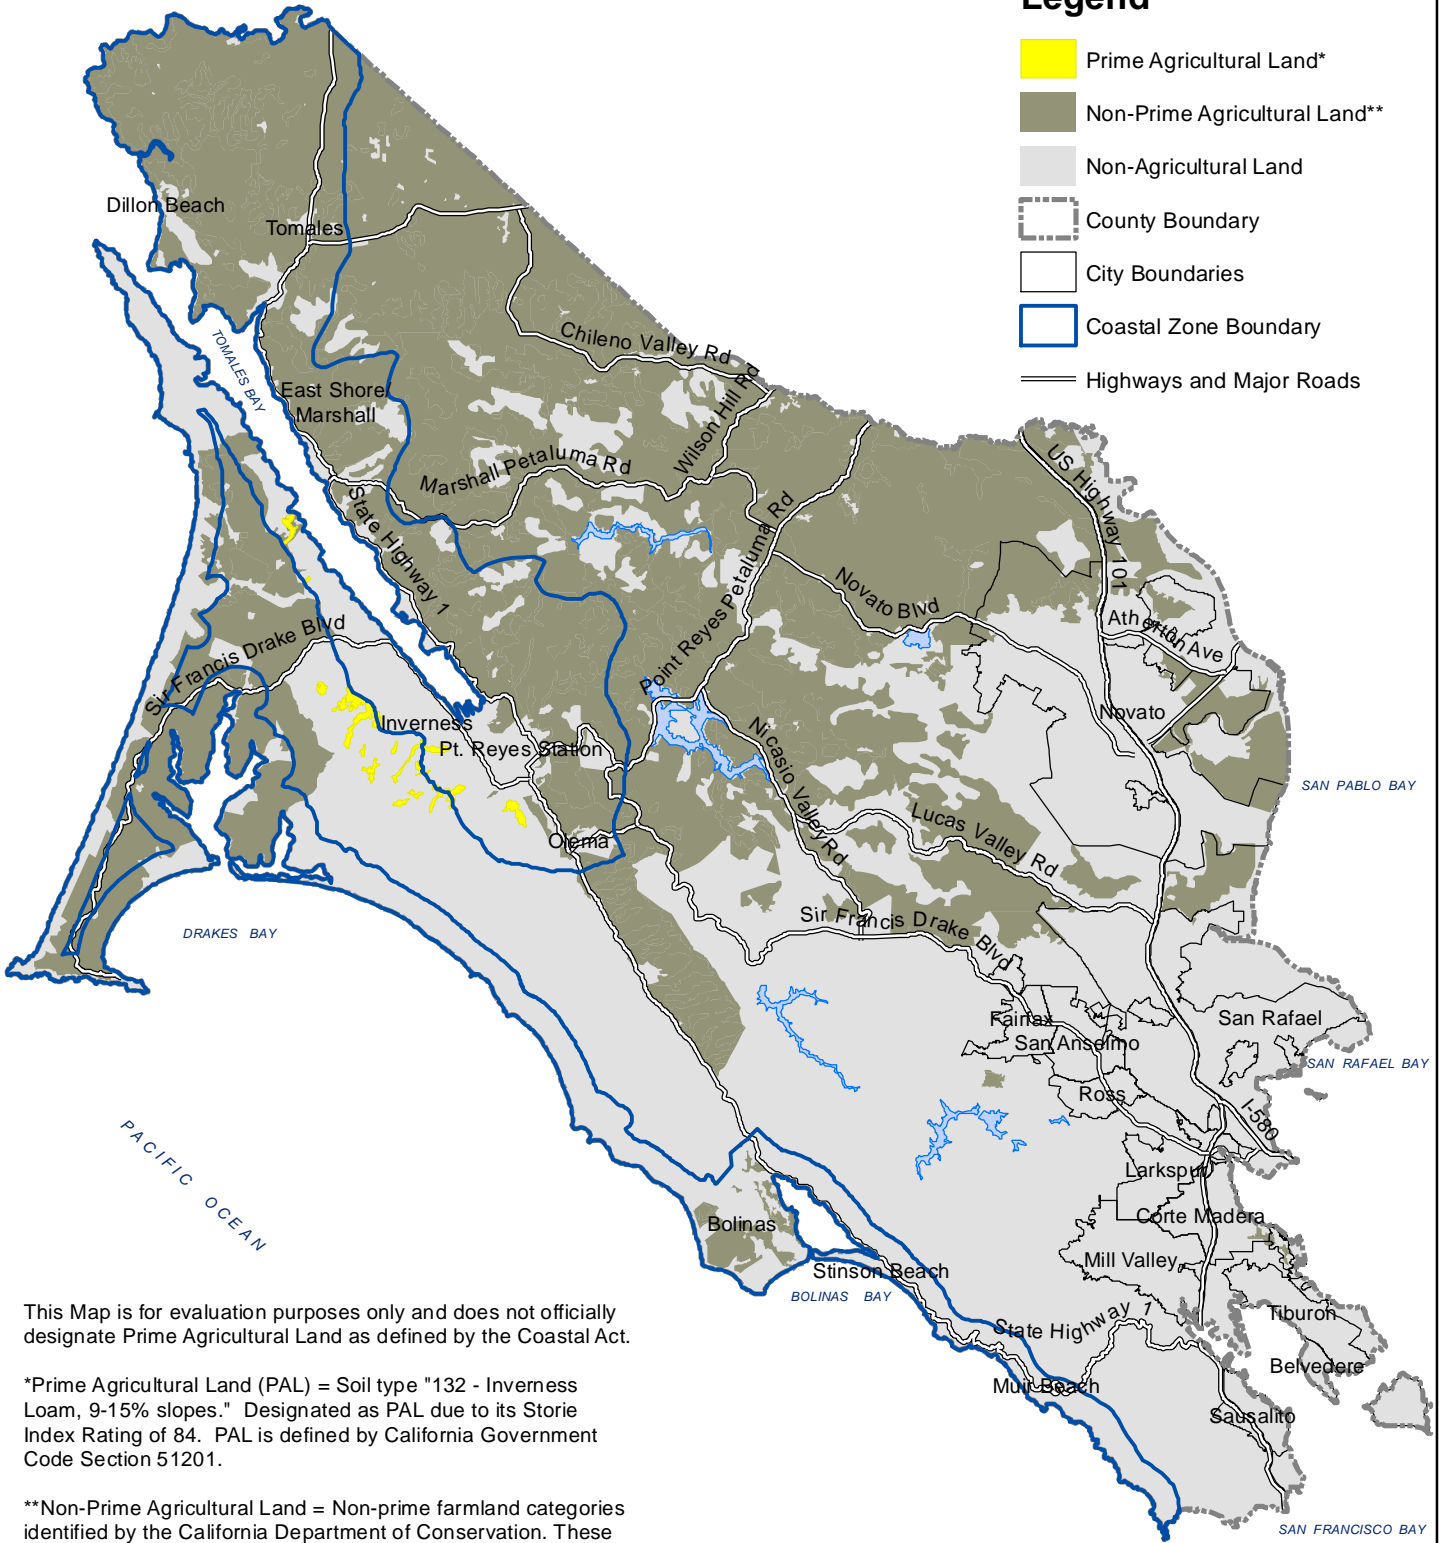 Legend
Prime Agricultural Land*
Non-Prime Agricultural Land**
Non-Agricultural Land
County Boundary
City Boundaries
Coastal Zone Boundary
Highways and Major Roads
Dillon Beach
Tomales
TOMALES BAY
Chileno Valley Rd
East Shore/
Marshall
Wilson Hill Rd
Marshall Petaluma Rd
US Highway 101
State Highway 1
Point Reyes Petaluma Rd
Novato Blvd
Atherton Ave
Sir Francis Drake Blvd
Inverness
Pt. Reyes Station
Novato
Nicasio Valley Rd
SAN PABLO BAY
Lucas Valley Rd
Olema
Sir Francis Drake Blvd
DRAKES BAY
Fairfax
San Anselmo
San Rafael
SAN RAFAEL BAY
Ross
I-580
PACIFIC OCEAN
Larkspur
Corte Madera
Bolinas
Mill Valley
Stinson Beach
BOLINAS BAY
State Highway 1
Tiburon
Belvedere
Muir Beach
Sausalito
SAN FRANCISCO BAY
This Map is for evaluation purposes only and does not officially
designate Prime Agricultural Land as defined by the Coastal Act.
*Prime Agricultural Land (PAL) = Soil type "132 - Inverness
Loam, 9-15% slopes." Designated as PAL due to its Storie
Index Rating of 84. PAL is defined by California Government
Code Section 51201.
**Non-Prime Agricultural Land = Non-prime farmland categories
identified by the California Department of Conservation. These